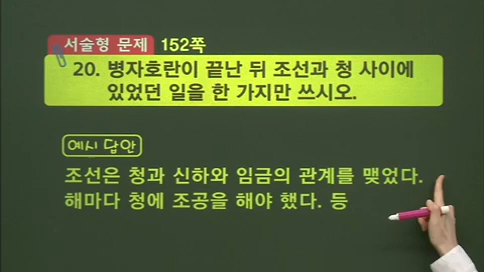 서술형 문제 152쪽
20. 병자호란이 끝난 뒤 조선과 청 사이에
있었던 일을 한 가지만 쓰시오.
예시 답안
조선은 청과 신하와 임금의 관계를 맺었다.
해마다 청에 조공을 해야 했다. 등